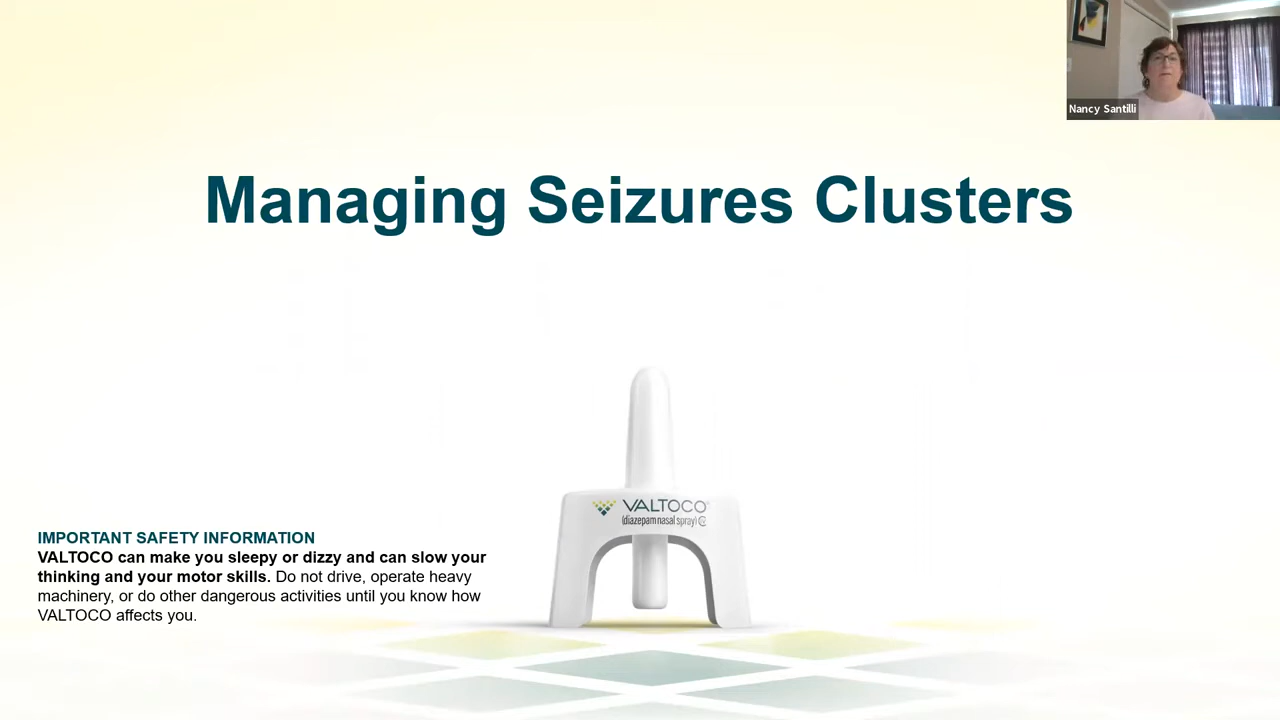 Nancy Santilli
Managing Seizures Clusters
VALTOCO®
(diazepam nasal spray) CIV
IMPORTANT SAFETY INFORMATION
VALTOCO can make you sleepy or dizzy and can slow your
thinking and your motor skills. Do not drive, operate heavy
machinery, or do other dangerous activities until you know how
VALTOCO affects you.